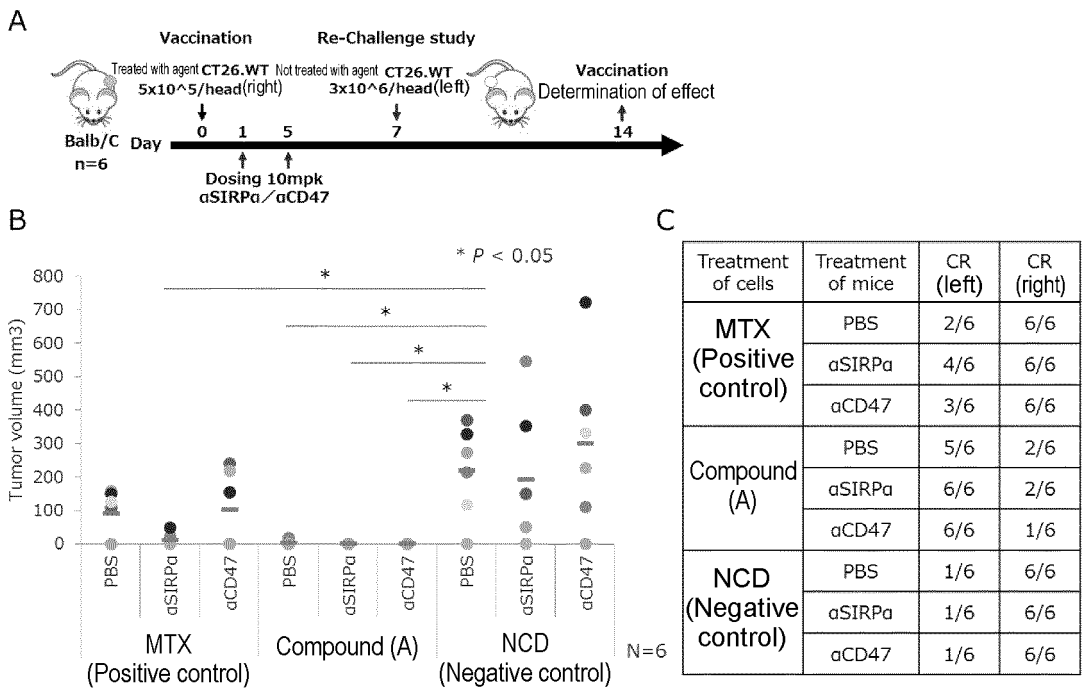 A
Vaccination
Re-Challenge study
Treated with agent CT26.WT
5x10^5/head(right)
Not treated with agent CT26.WT
3x10^6/head(left)
Vaccination
Determination of effect
Balb/C
n=6
Day
0
1
5
7
14
Dosing 10mpk
αSIRPα／αCD47
B
* P < 0.05
Tumor volume (mm3)
800
700
600
500
400
300
200
100
0
*
*
*
*
PBS
αSIRPα
αCD47
PBS
αSIRPα
αCD47
PBS
αSIRPα
αCD47
MTX
(Positive control)
Compound (A)
NCD
(Negative control)
N=6
C
Treatment of cells
Treatment of mice
CR (left)
CR (right)
MTX (Positive control)
PBS 2/6 6/6
αSIRPα 4/6 6/6
αCD47 3/6 6/6
Compound (A)
PBS 5/6 2/6
αSIRPα 6/6 2/6
αCD47 6/6 1/6
NCD (Negative control)
PBS 1/6 6/6
αSIRPα 1/6 6/6
αCD47 1/6 6/6